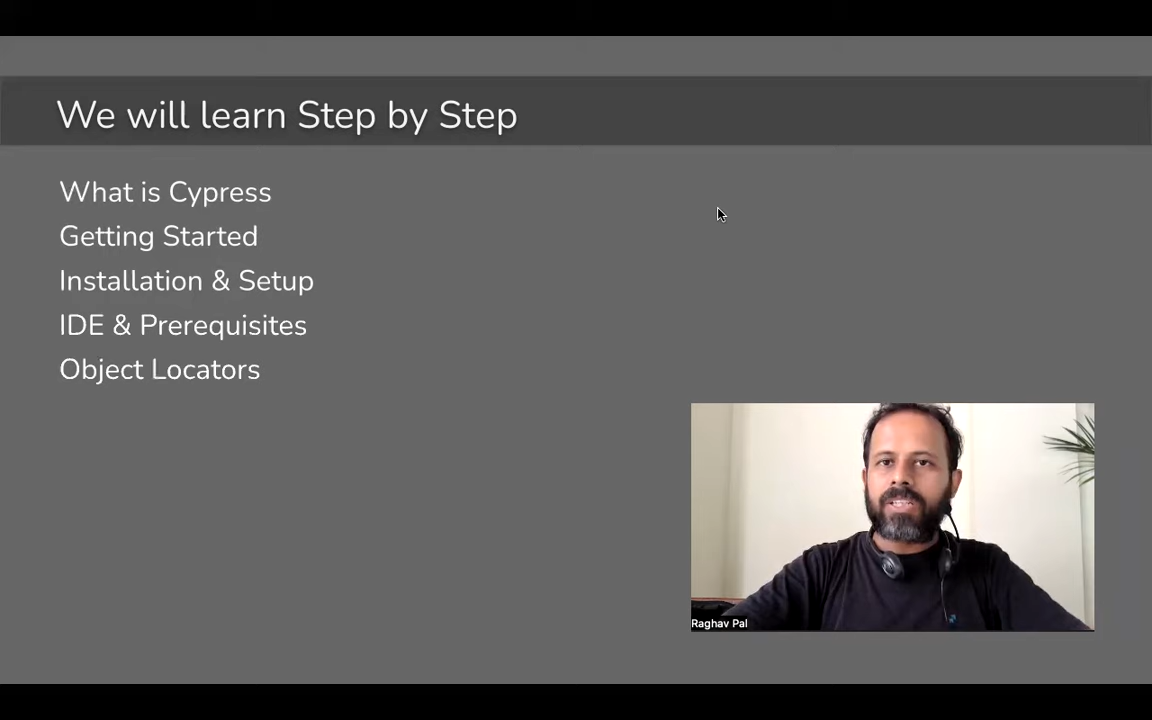 We will learn Step by Step
What is Cypress
Getting Started
Installation & Setup
IDE & Prerequisites
Object Locators
Raghav Pal